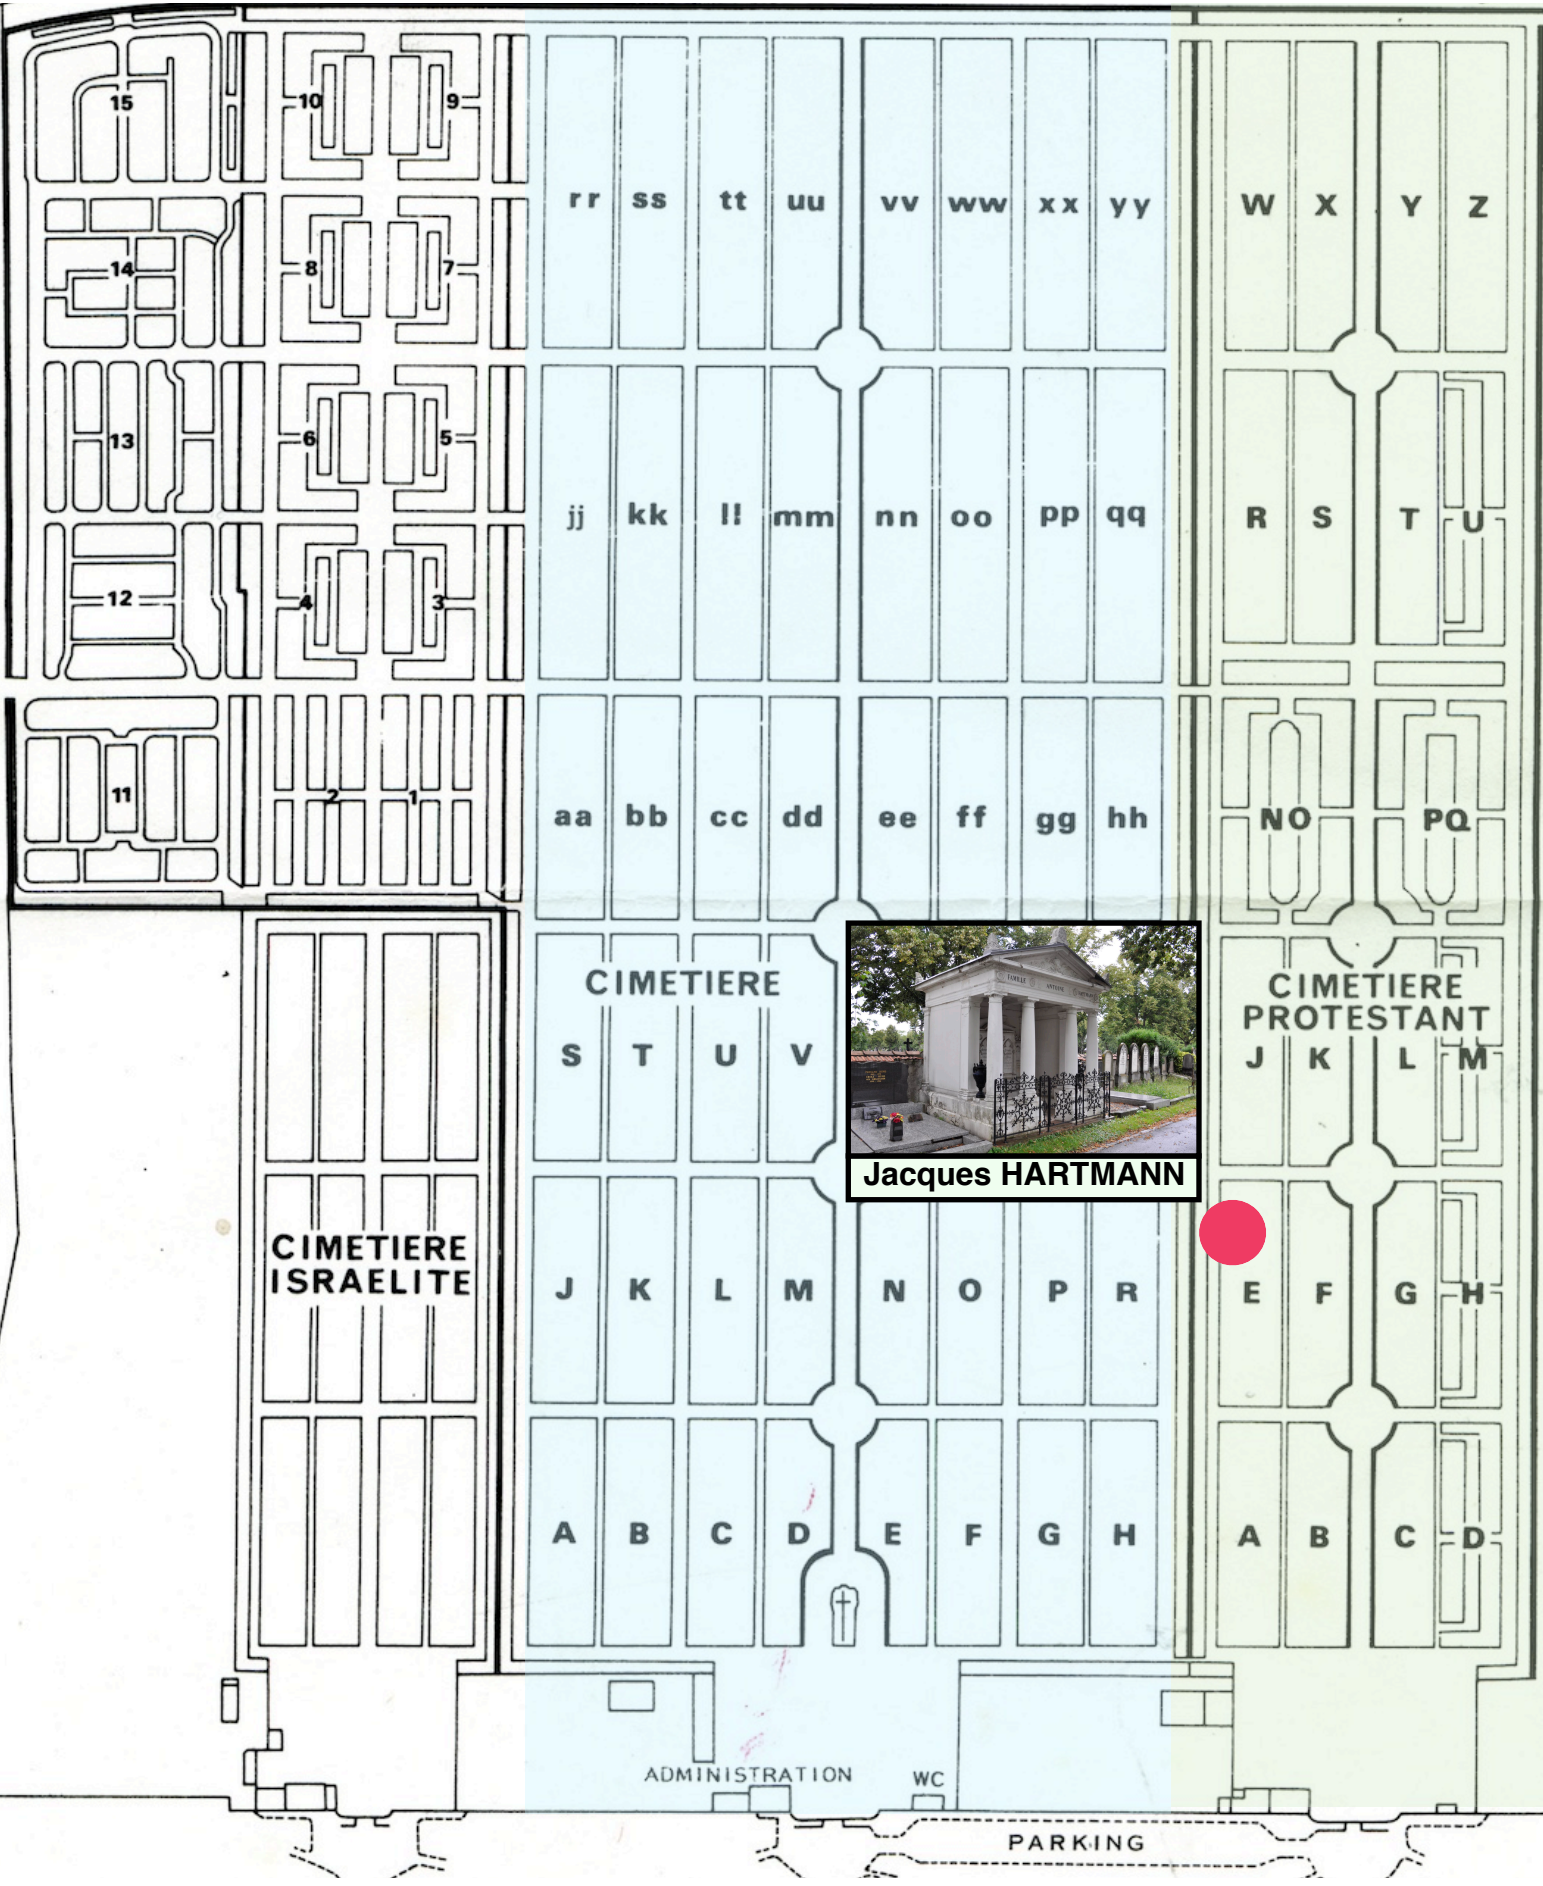 15 10 9
rr ss tt uu vv ww xx yy W X Y Z
14 8 7
13 6 5
jj kk ll mm nn oo pp qq R S T U
12 4 3
11 2 1
aa bb cc dd ee ff gg hh NO PQ
CIMETIERE
CIMETIERE
PROTESTANT
S T U V J K L M
FAMILLE ANTOINE
Jacques HARTMANN
CIMETIERE
ISRAELITE
J K L M N O P R E F G H
A B C D E F G H A B C D
ADMINISTRATION WC
PARKING